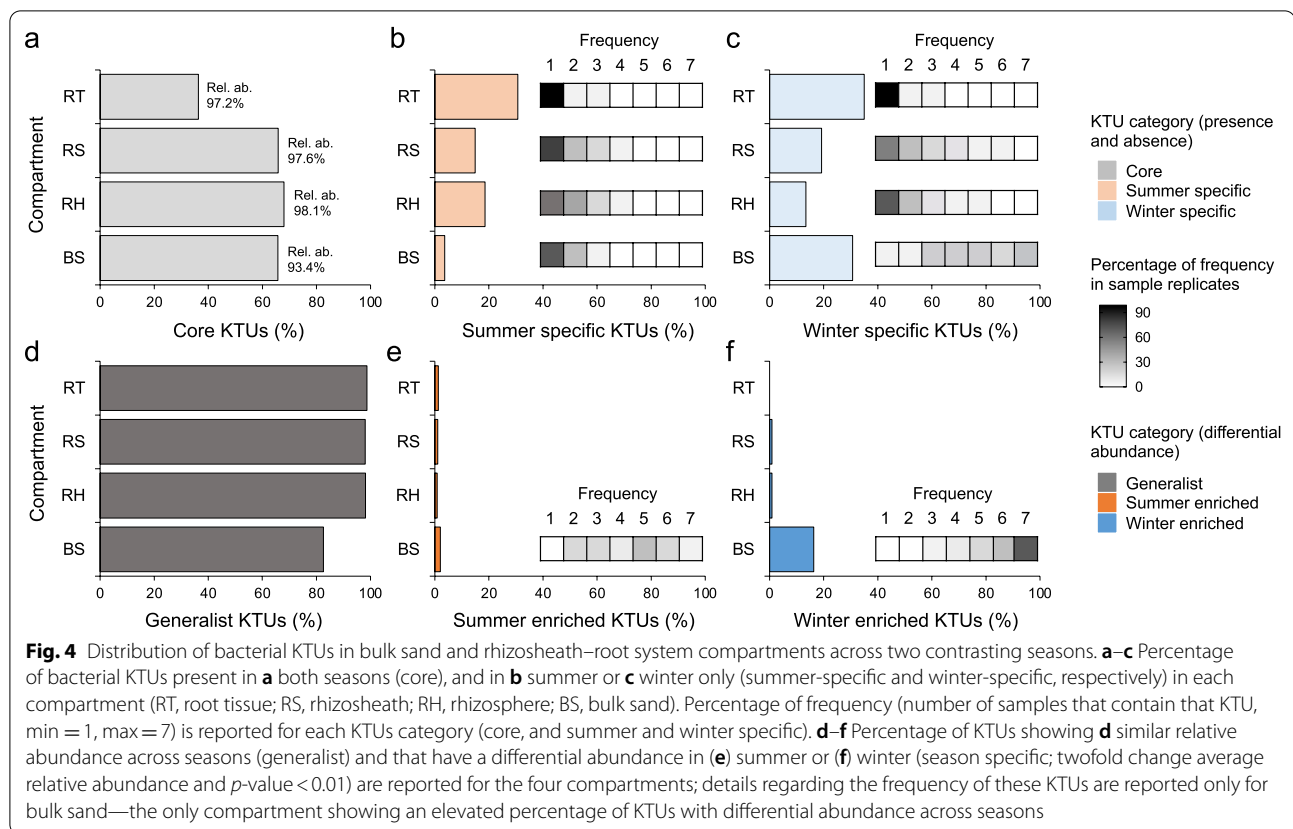 a
b
c
Frequency
1 2 3 4 5 6 7
Frequency
1 2 3 4 5 6 7
Compartment
RT
RS
RH
BS
Rel. ab.
97.2%
Rel. ab.
97.6%
Rel. ab.
98.1%
Rel. ab.
93.4%
0 20 40 60 80 100
Core KTUs (%)
0 20 40 60 80 100
Summer specific KTUs (%)
0 20 40 60 80 100
Winter specific KTUs (%)
RT
RS
RH
BS
RT
RS
RH
BS
KTU category (presence
and absence)
Core
Summer specific
Winter specific
Percentage of frequency
in sample replicates
90
60
30
0
d
e
f
Compartment
RT
RS
RH
BS
RT
RS
RH
BS
RT
RS
RH
BS
Frequency
1 2 3 4 5 6 7
Frequency
1 2 3 4 5 6 7
0 20 40 60 80 100
Generalist KTUs (%)
0 20 40 60 80 100
Summer enriched KTUs (%)
0 20 40 60 80 100
Winter enriched KTUs (%)
KTU category (differential
abundance)
Generalist
Summer enriched
Winter enriched
Fig. 4 Distribution of bacterial KTUs in bulk sand and rhizosheath–root system compartments across two contrasting seasons. a–c Percentage
of bacterial KTUs present in a both seasons (core), and in b summer or c winter only (summer-specific and winter-specific, respectively) in each
compartment (RT, root tissue; RS, rhizosheath; RH, rhizosphere; BS, bulk sand). Percentage of frequency (number of samples that contain that KTU,
min = 1, max = 7) is reported for each KTUs category (core, and summer and winter specific). d–f Percentage of KTUs showing d similar relative
abundance across seasons (generalist) and that have a differential abundance in (e) summer or (f) winter (season specific; twofold change average
relative abundance and p-value < 0.01) are reported for the four compartments; details regarding the frequency of these KTUs are reported only for
bulk sand—the only compartment showing an elevated percentage of KTUs with differential abundance across seasons